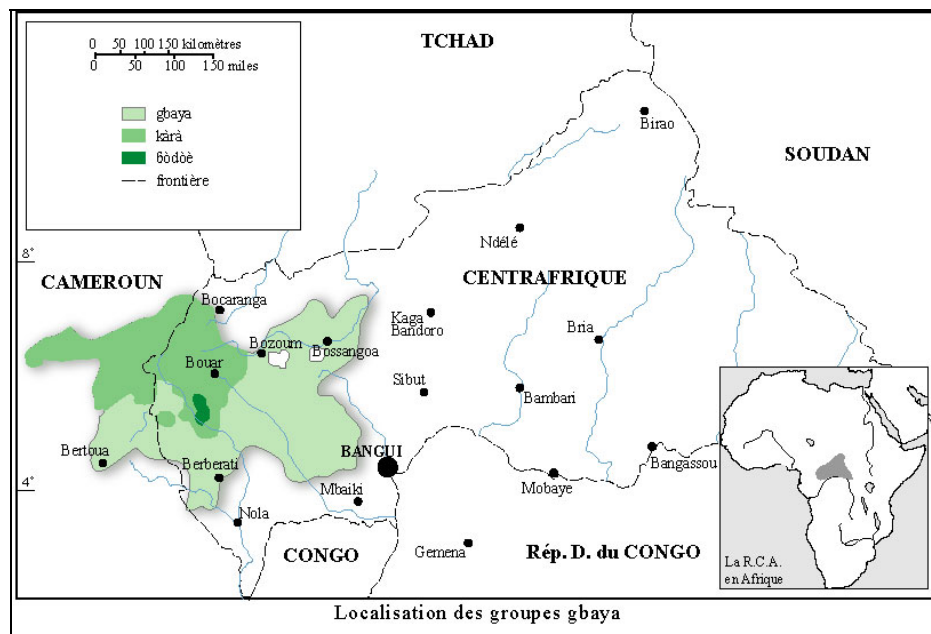 TCHAD
0 50 100 150 kilomètres
0 50 100 150 miles
gbaya
kàrà
ɓòdòè
frontière
Birao
SOUDAN
Ndélé
8°
CAMEROUN
CENTRAFRIQUE
Bocaranga
Kaga
Bandoro
Bria
Bozoum
Bossangoa
Bouar
Sibut
Bambari
Bertoua
BANGUI
Bangassou
Berberati
Mobaye
4°
Mbaiki
Nola
CONGO
Gemena
Rép. D. du CONGO
La R.C.A.
en Afrique
Localisation des groupes gbaya